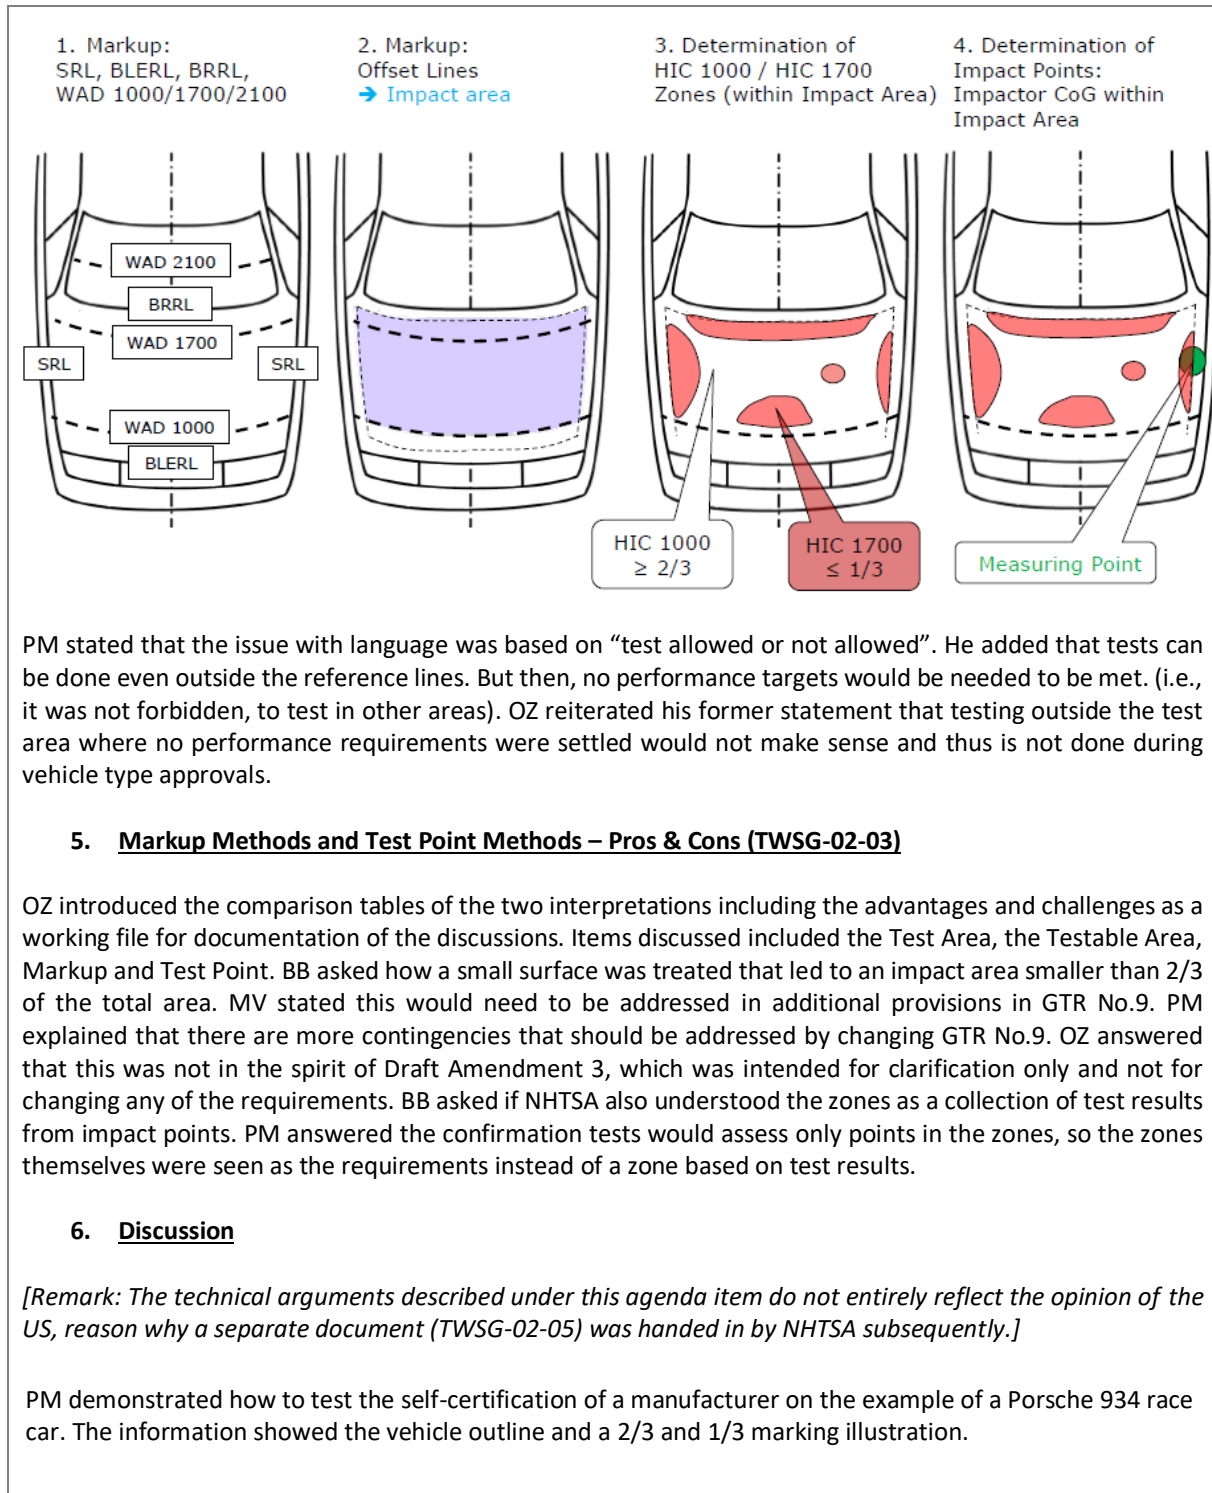 1. Markup:
SRL, BLERL, BRRL,
WAD 1000/1700/2100
2. Markup:
Offset Lines
➔ Impact area
3. Determination of
HIC 1000 / HIC 1700
Zones (within Impact Area)
4. Determination of
Impact Points:
Impactor CoG within
Impact Area
WAD 2100
BRRL
WAD 1700
SRL
SRL
WAD 1000
BLERL
HIC 1000
≥ 2/3
HIC 1700
≤ 1/3
Measuring Point
PM stated that the issue with language was based on “test allowed or not allowed”. He added that tests can
be done even outside the reference lines. But then, no performance targets would be needed to be met. (i.e.,
it was not forbidden, to test in other areas). OZ reiterated his former statement that testing outside the test
area where no performance requirements were settled would not make sense and thus is not done during
vehicle type approvals.
5. Markup Methods and Test Point Methods – Pros & Cons (TWSG-02-03)
OZ introduced the comparison tables of the two interpretations including the advantages and challenges as a
working file for documentation of the discussions. Items discussed included the Test Area, the Testable Area,
Markup and Test Point. BB asked how a small surface was treated that led to an impact area smaller than 2/3
of the total area. MV stated this would need to be addressed in additional provisions in GTR No.9. PM
explained that there are more contingencies that should be addressed by changing GTR No.9. OZ answered
that this was not in the spirit of Draft Amendment 3, which was intended for clarification only and not for
changing any of the requirements. BB asked if NHTSA also understood the zones as a collection of test results
from impact points. PM answered the confirmation tests would assess only points in the zones, so the zones
themselves were seen as the requirements instead of a zone based on test results.
6. Discussion
[Remark: The technical arguments described under this agenda item do not entirely reflect the opinion of the
US, reason why a separate document (TWSG-02-05) was handed in by NHTSA subsequently.]
PM demonstrated how to test the self-certification of a manufacturer on the example of a Porsche 934 race
car. The information showed the vehicle outline and a 2/3 and 1/3 marking illustration.